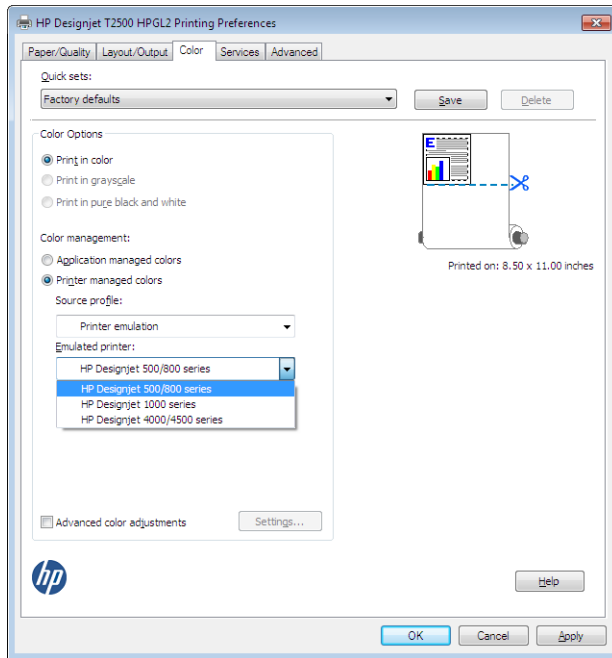 HP Designjet T2500 HPGL2 Printing Preferences
Paper/Quality Layout/Output Color Services Advanced
Quick sets:
Factory defaults Save Delete
Color Options
Print in color
Print in grayscale
Print in pure black and white
E
Printed on: 8.50 x 11.00 inches
Color management:
Application managed colors
Printer managed colors
Source profile:
Printer emulation
Emulated printer:
HP Designjet 500/800 series
HP Designjet 500/800 series
HP Designjet 1000 series
HP Designjet 4000/4500 series
Advanced color adjustments Settings...
hp
Help
OK Cancel Apply